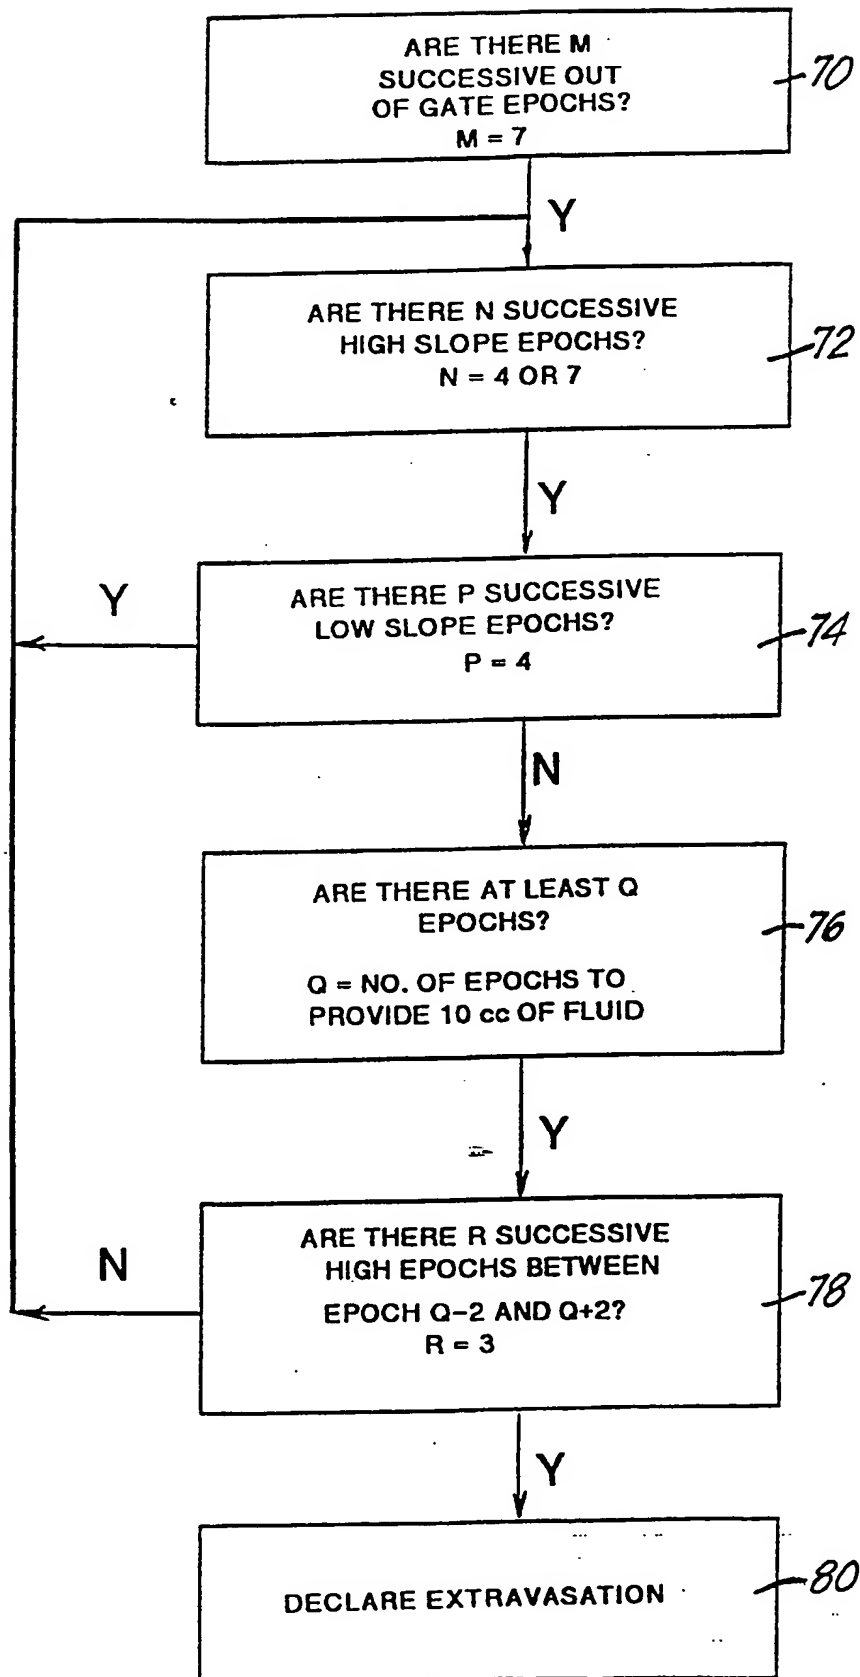 ARE THERE M
SUCCESSIVE OUT
OF GATE EPOCHS?
M = 7
70
Y
ARE THERE N SUCCESSIVE
HIGH SLOPE EPOCHS?
N = 4 OR 7
72
Y
ARE THERE P SUCCESSIVE
LOW SLOPE EPOCHS?
P = 4
74
Y
N
ARE THERE AT LEAST Q
EPOCHS?
Q = NO. OF EPOCHS TO
PROVIDE 10 cc OF FLUID
76
Y
ARE THERE R SUCCESSIVE
HIGH EPOCHS BETWEEN
EPOCH Q-2 AND Q+2?
R = 3
78
N
Y
DECLARE EXTRAVASATION
80